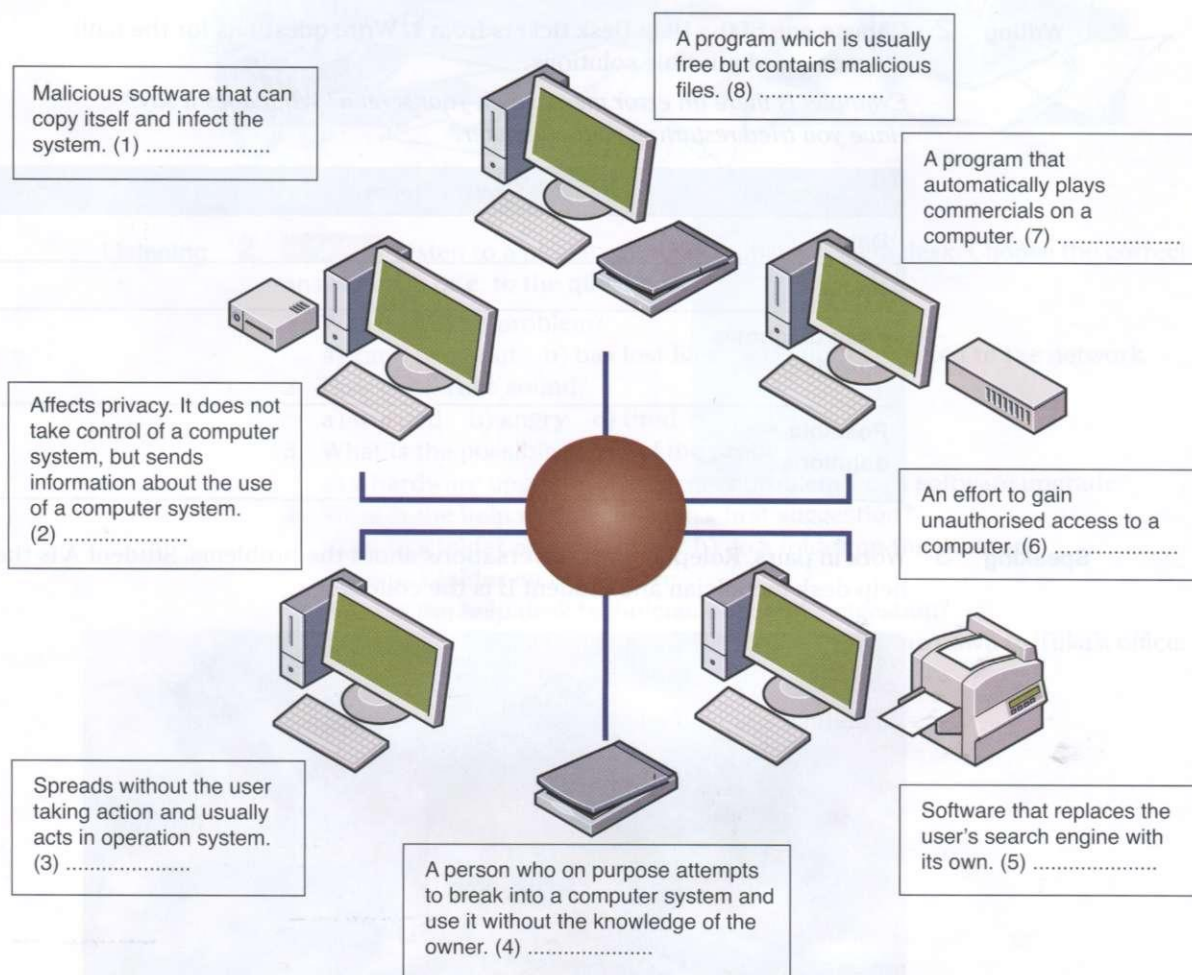 Malicious software that can
copy itself and infect the
system. (1) ......................
A program which is usually
free but contains malicious
files. (8) .......................
A program that
automatically plays
commercials on a
computer. (7) ......................
Affects privacy. It does not
take control of a computer
system, but sends
information about the use
of a computer system.
(2) ......................
An effort to gain
unauthorised access to a
computer. (6) ......................
Spreads without the user
taking action and usually
acts in operation system.
(3) ......................
A person who on purpose attempts
to break into a computer system and
use it without the knowledge of the
owner. (4) ......................
Software that replaces the
user's search engine with
its own. (5) ......................